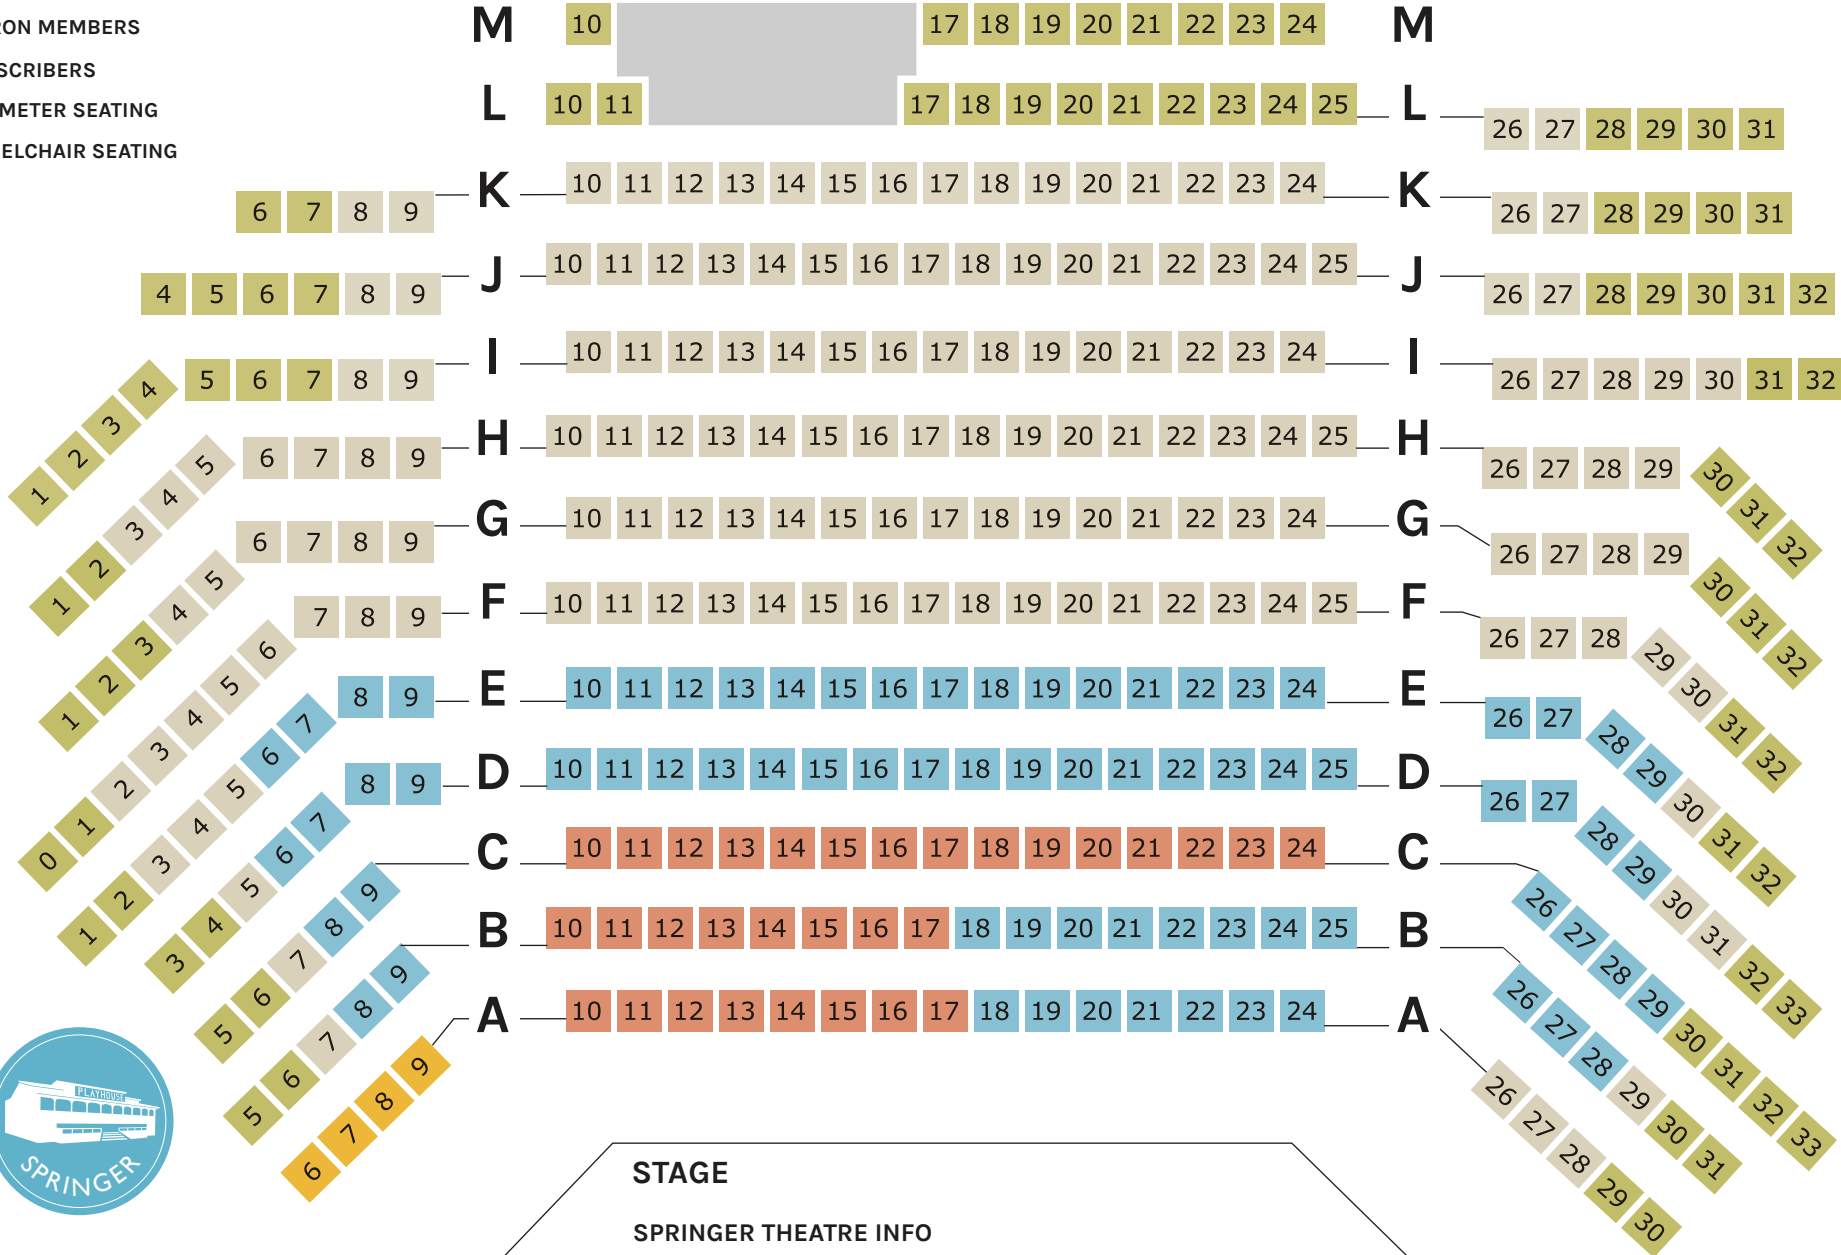 RON MEMBERS
SCRIBERS
METER SEATING
ELCHAIR SEATING
M 10 17 18 19 20 21 22 23 24 M
L 10 11 17 18 19 20 21 22 23 24 25 L 26 27 28 29 30 31
6 7 8 9 K 10 11 12 13 14 15 16 17 18 19 20 21 22 23 24 K 26 27 28 29 30 31
4 5 6 7 8 9 J 10 11 12 13 14 15 16 17 18 19 20 21 22 23 24 25 J 26 27 28 29 30 31 32
1 2 3 4 5 6 7 8 9 I 10 11 12 13 14 15 16 17 18 19 20 21 22 23 24 I 26 27 28 29 30 31 32
1 2 3 4 5 6 7 8 9 H 10 11 12 13 14 15 16 17 18 19 20 21 22 23 24 25 H 26 27 28 29 30 31 32
1 2 3 4 5 6 7 8 9 G 10 11 12 13 14 15 16 17 18 19 20 21 22 23 24 G 26 27 28 29 30 31 32
0 1 2 3 4 5 6 7 8 9 F 10 11 12 13 14 15 16 17 18 19 20 21 22 23 24 25 F 26 27 28 29 30 31 32
1 2 3 4 5 6 7 8 9 E 10 11 12 13 14 15 16 17 18 19 20 21 22 23 24 E 26 27 28 29 30 31 32
3 4 5 6 7 8 9 D 10 11 12 13 14 15 16 17 18 19 20 21 22 23 24 25 D 26 27 28 29 30 31 32 33
5 6 7 8 9 C 10 11 12 13 14 15 16 17 18 19 20 21 22 23 24 C 26 27 28 29 30 31 32 33
5 6 7 8 9 B 10 11 12 13 14 15 16 17 18 19 20 21 22 23 24 25 B 26 27 28 29 30 31
6 7 8 9 A 10 11 12 13 14 15 16 17 18 19 20 21 22 23 24 A 26 27 28 29 30
PLAYHOUSE
SPRINGER
STAGE
SPRINGER THEATRE INFO